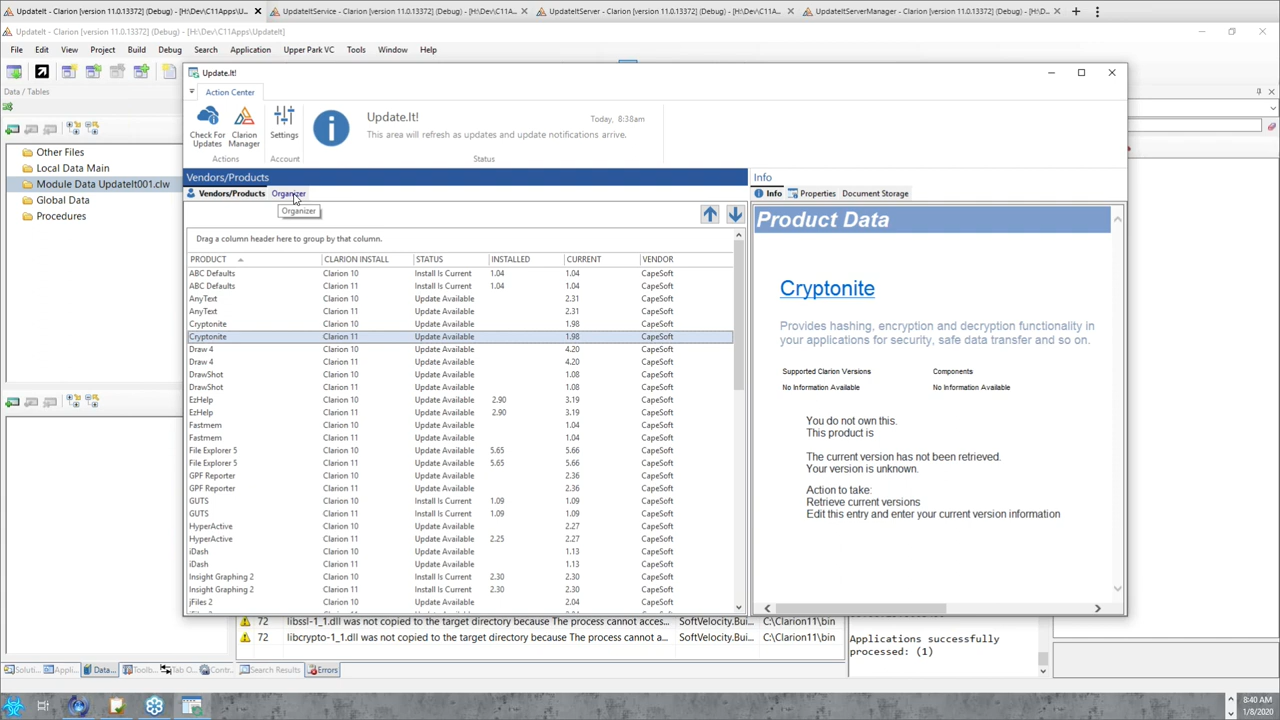 UpdateIt - Clarion [version 11.0.13372] (Debug) - [H:\Dev\C11Apps\U...
UpdateItService - Clarion [version 11.0.13372] (Debug) - [H:\Dev\C11A...
UpdateItServer - Clarion [version 11.0.13372] (Debug) - [H:\Dev\C11Ap...
UpdateItServerManager - Clarion [version 11.0.13372] (Debug) - [H:\De...
UpdateIt - Clarion [version 11.0.13372] (Debug) - [H:\Dev\C11Apps\UpdateIt]
File Edit View Project Build Debug Search Application Upper Park VC Tools Window Help
Data / Tables
Other Files
Local Data Main
Module Data UpdateIt001.clw
Global Data
Procedures
Update.It!
Action Center
Check For Updates
Clarion Manager
Settings
Actions
Account
Update.It!
Today, 8:38am
This area will refresh as updates and update notifications arrive.
Status
Vendors/Products
Vendors/Products Organizer
Organizer
Drag a column header here to group by that column.
PRODUCT CLARION INSTALL STATUS INSTALLED CURRENT VENDOR
ABC Defaults Clarion 10 Install Is Current 1.04 1.04 CapeSoft
ABC Defaults Clarion 11 Install Is Current 1.04 1.04 CapeSoft
AnyText Clarion 10 Update Available 2.31 CapeSoft
AnyText Clarion 11 Update Available 2.31 CapeSoft
Cryptonite Clarion 10 Update Available 1.98 CapeSoft
Cryptonite Clarion 11 Update Available 1.98 CapeSoft
Draw 4 Clarion 10 Update Available 4.20 CapeSoft
Draw 4 Clarion 11 Update Available 4.20 CapeSoft
DrawShot Clarion 10 Update Available 1.08 CapeSoft
DrawShot Clarion 11 Update Available 1.08 CapeSoft
EzHelp Clarion 10 Update Available 2.90 3.19 CapeSoft
EzHelp Clarion 11 Update Available 2.90 3.19 CapeSoft
Fastmem Clarion 10 Update Available 1.04 CapeSoft
Fastmem Clarion 11 Update Available 1.04 CapeSoft
File Explorer 5 Clarion 10 Update Available 5.65 5.66 CapeSoft
File Explorer 5 Clarion 11 Update Available 5.65 5.66 CapeSoft
GPF Reporter Clarion 10 Update Available 2.36 CapeSoft
GPF Reporter Clarion 11 Update Available 2.36 CapeSoft
GUTS Clarion 10 Install Is Current 1.09 1.09 CapeSoft
GUTS Clarion 11 Install Is Current 1.09 1.09 CapeSoft
HyperActive Clarion 10 Update Available 2.27 CapeSoft
HyperActive Clarion 11 Update Available 2.25 2.27 CapeSoft
iDash Clarion 10 Update Available 1.13 CapeSoft
iDash Clarion 11 Update Available 1.13 CapeSoft
Insight Graphing 2 Clarion 10 Install Is Current 2.30 2.30 CapeSoft
Insight Graphing 2 Clarion 11 Install Is Current 2.30 2.30 CapeSoft
jFiles 2 Clarion 10 Update Available 2.04 CapeSoft
Info
Info Properties Document Storage
Product Data
Cryptonite
Provides hashing, encryption and decryption functionality in
your applications for security, safe data transfer and so on.
Supported Clarion Versions Components
No Information Available No Information Available
You do not own this.
This product is
The current version has not been retrieved.
Your version is unknown.
Action to take:
Retrieve current versions
Edit this entry and enter your current version information
72 libssl-1_1.dll was not copied to the target directory because The process cannot acces... SoftVelocity.Bui... C:\Clarion11\bin
72 libcrypto-1_1.dll was not copied to the target directory because The process cannot a... SoftVelocity.Bui... C:\Clarion11\bin
Applications successfully
processed: (1)
Soluti... Appli... Data... Toolb... Tab O... Contr... Search Results Errors
8:40 AM
1/8/2020